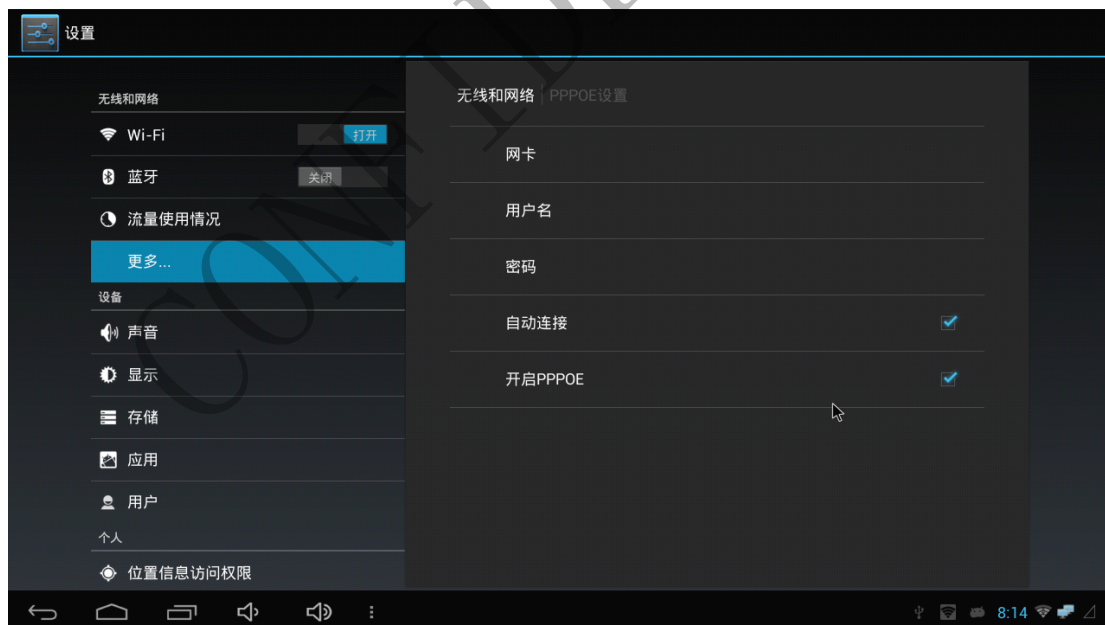 设置
无线和网络
Wi-Fi 打开
蓝牙 关闭
流量使用情况
更多...
设备
声音
显示
存储
应用
用户
个人
位置信息访问权限
无线和网络 | PPPOE设置
网卡
用户名
密码
自动连接
开启PPPOE
8:14